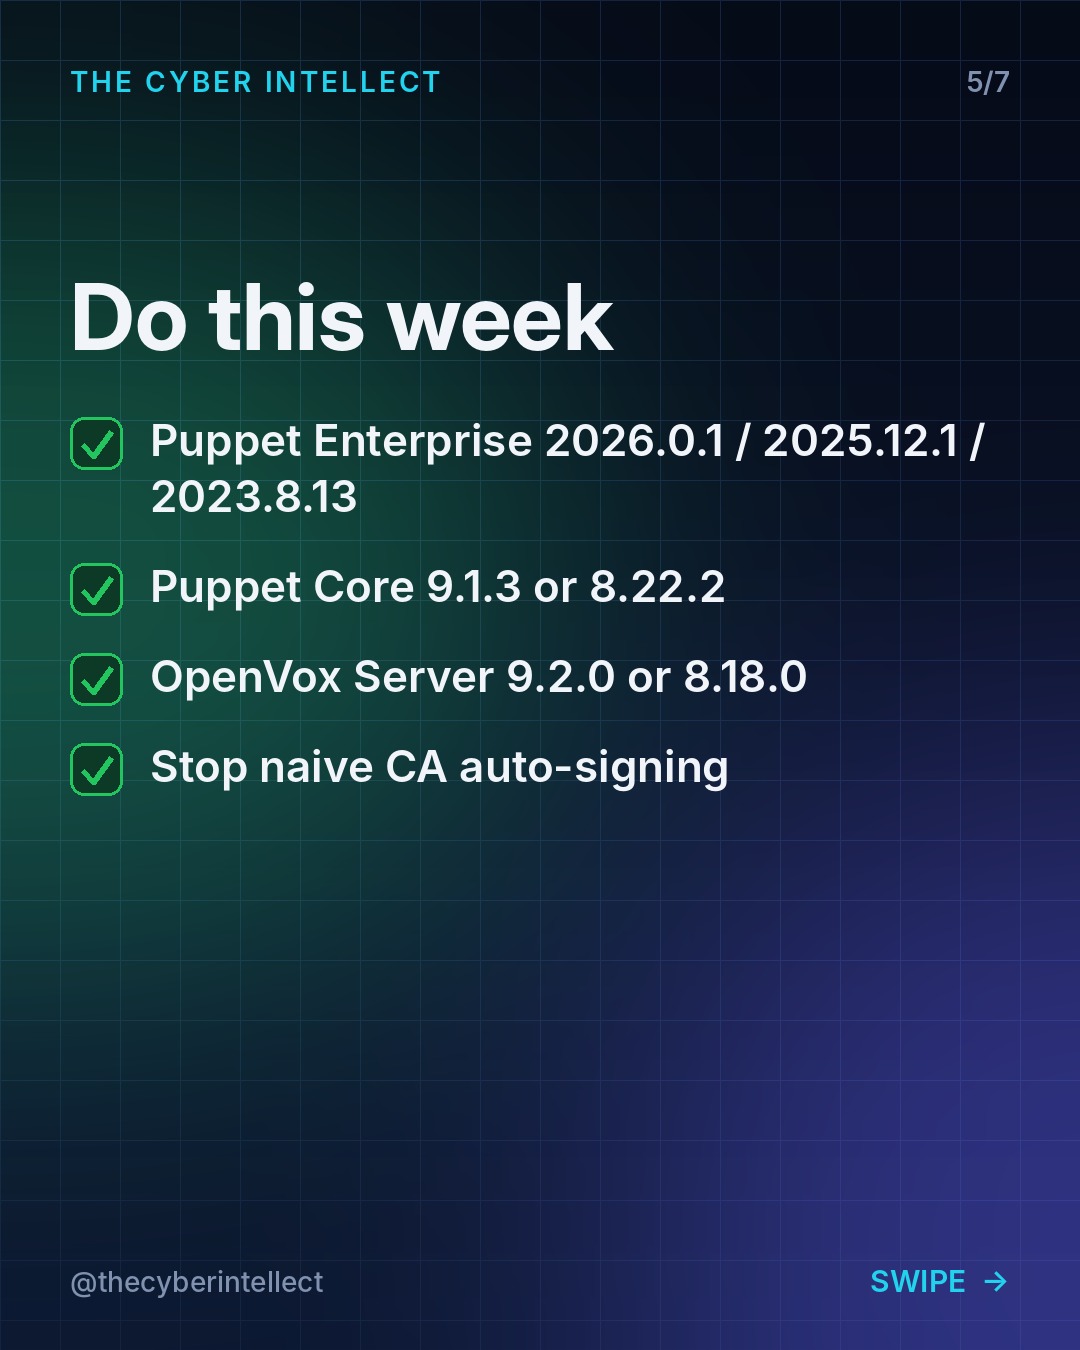 THE CYBER INTELLECT
5/7
Do this week
Puppet Enterprise 2026.0.1 / 2025.12.1 /
2023.8.13
Puppet Core 9.1.3 or 8.22.2
OpenVox Server 9.2.0 or 8.18.0
Stop naive CA auto-signing
@thecyberintellect
SWIPE →